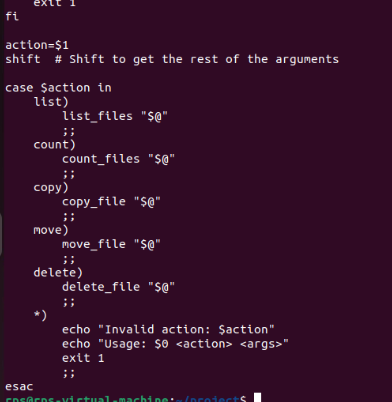 exit 1
fi

action=$1
shift  # Shift to get the rest of the arguments

case $action in
    list)
        list_files "$@"
        ;;
    count)
        count_files "$@"
        ;;
    copy)
        copy_file "$@"
        ;;
    move)
        move_file "$@"
        ;;
    delete)
        delete_file "$@"
        ;;
    *)
        echo "Invalid action: $action"
        echo "Usage: $0 <action> <args>"
        exit 1
        ;;
esac
rps@rps-virtual-machine:~/project$